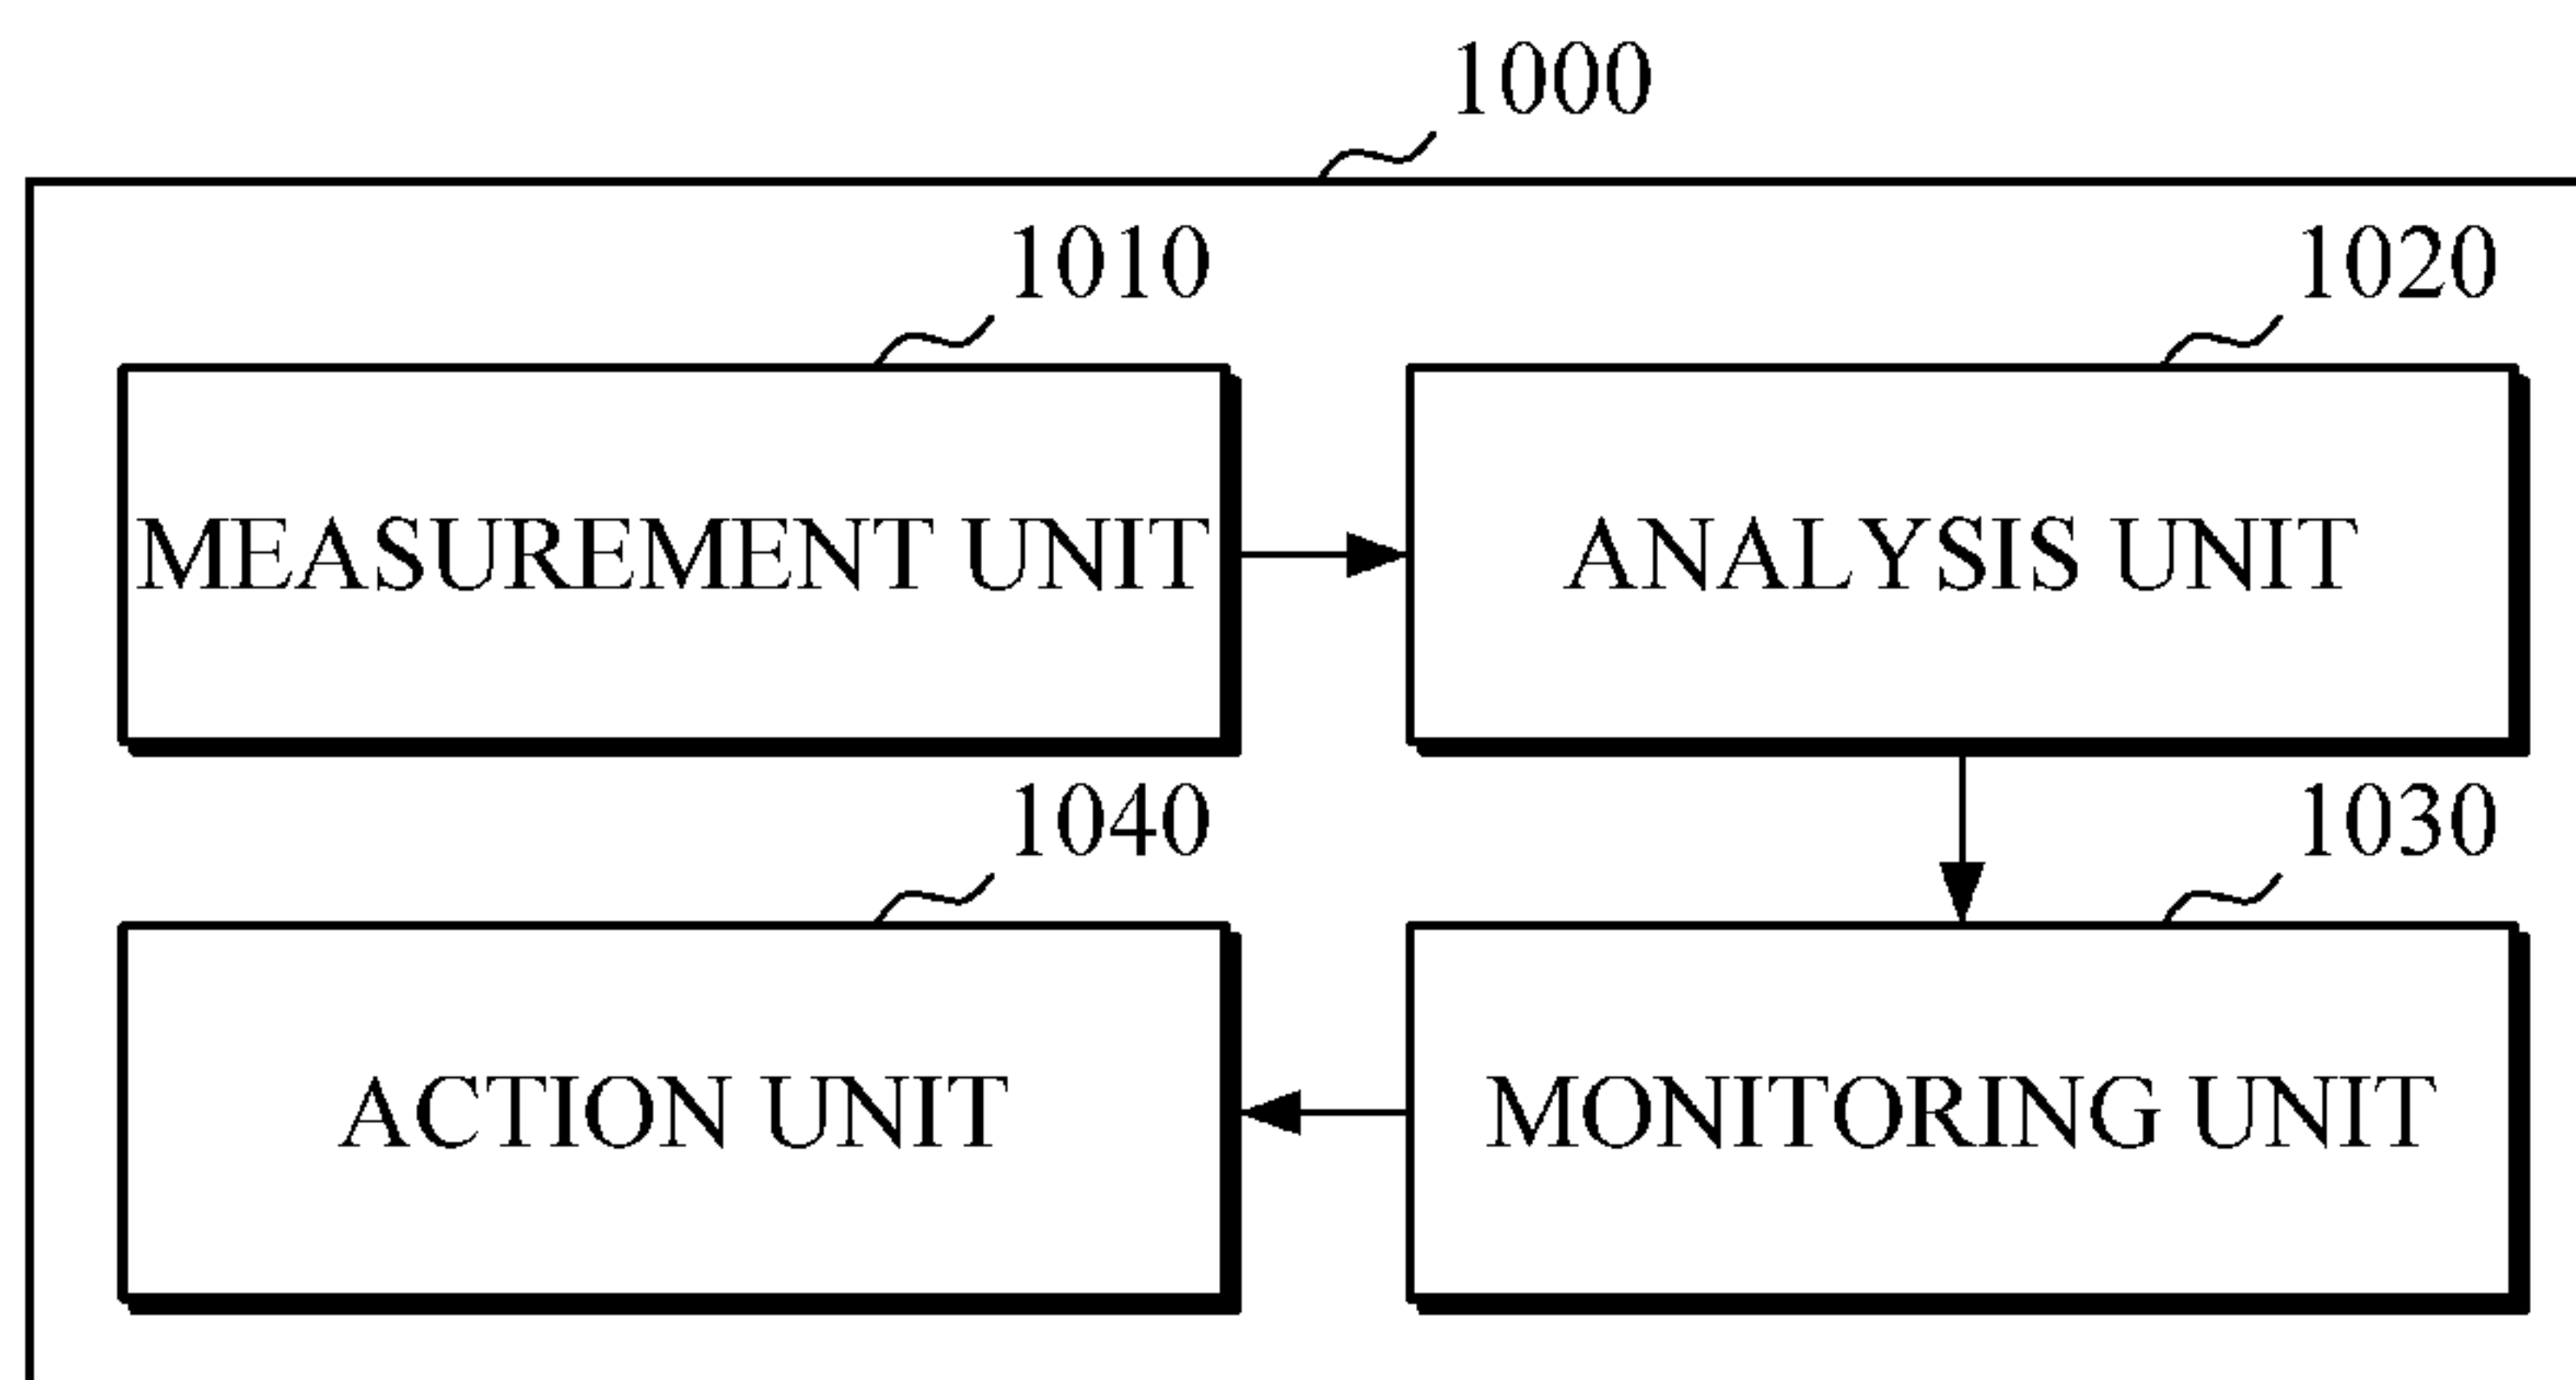 1000
1010
1020
MEASUREMENT UNIT
ANALYSIS UNIT
1040
1030
ACTION UNIT
MONITORING UNIT